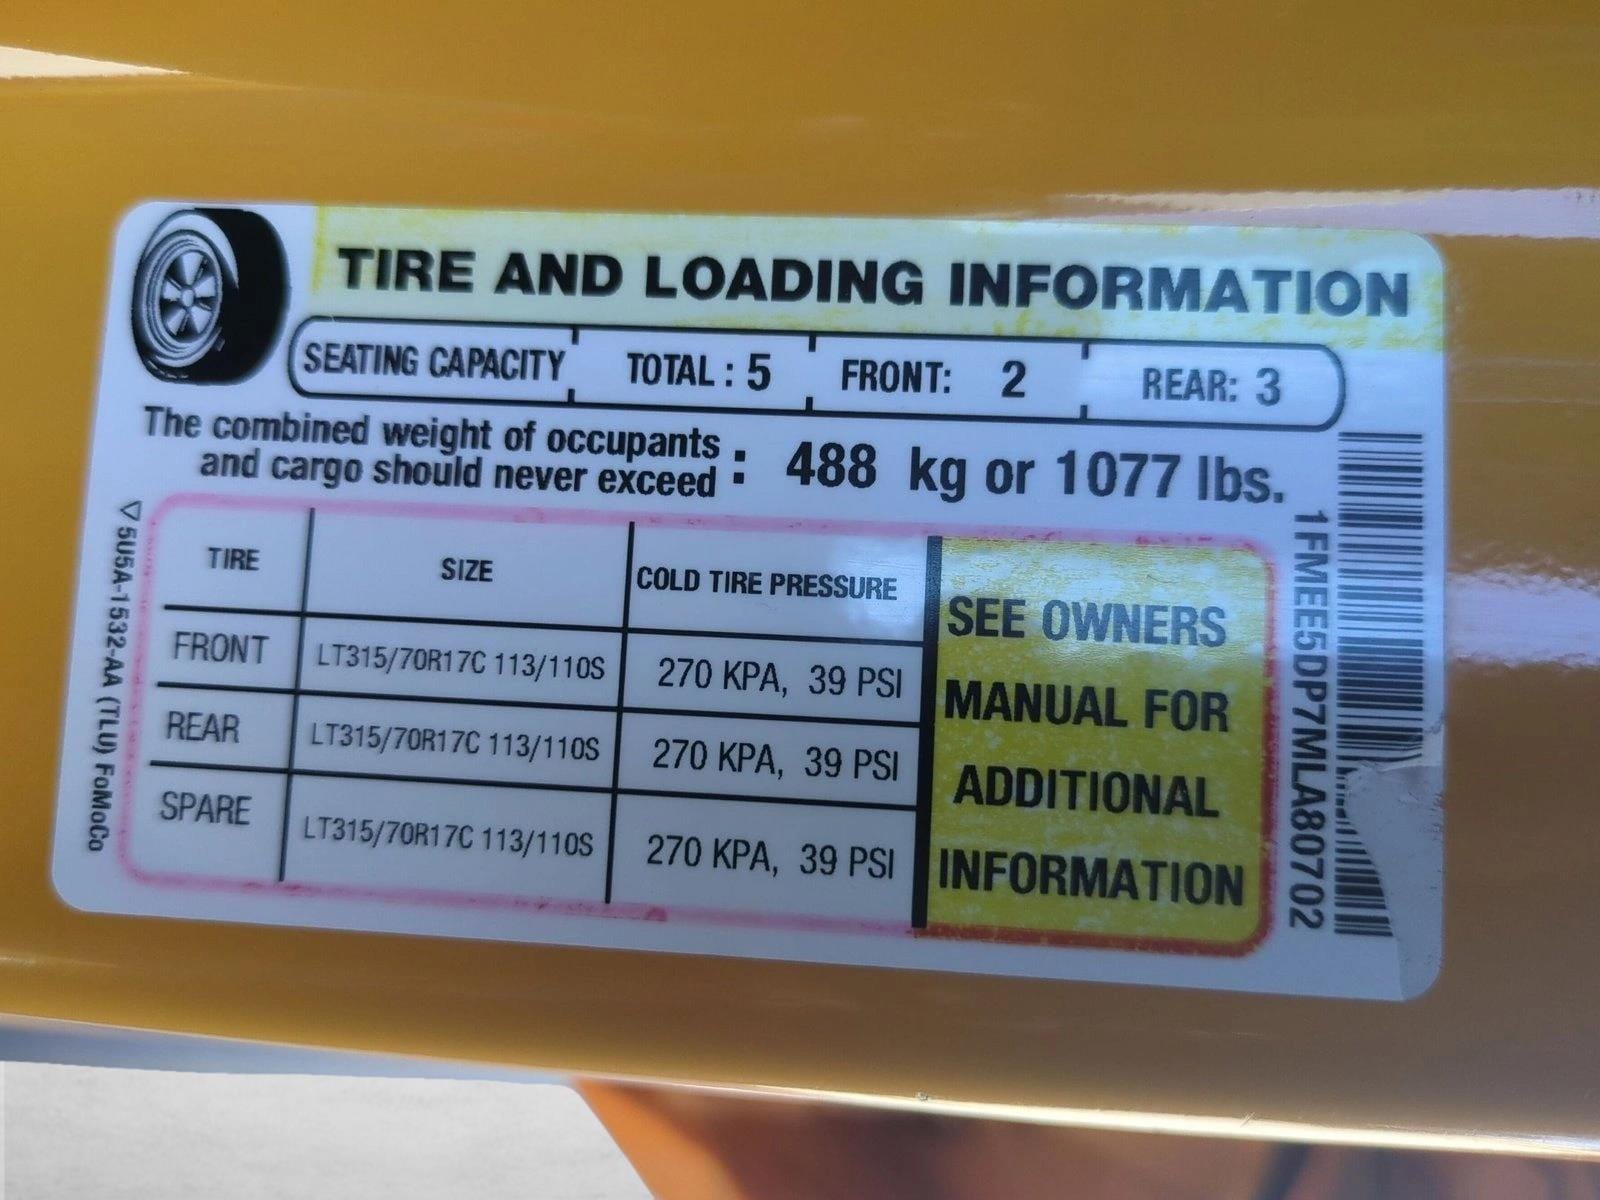 TIRE AND LOADING INFORMATION
SEATING CAPACITY TOTAL : 5 FRONT: 2 REAR: 3
The combined weight of occupants
and cargo should never exceed : 488 kg or 1077 lbs.
TIRE SIZE COLD TIRE PRESSURE
FRONT LT315/70R17C 113/110S 270 KPA, 39 PSI
REAR LT315/70R17C 113/110S 270 KPA, 39 PSI
SPARE LT315/70R17C 113/110S 270 KPA, 39 PSI
SEE OWNERS
MANUAL FOR
ADDITIONAL
INFORMATION
5U5A-1532-AA (TLU) FoMoCo
1FMEE5DP7MLA80702